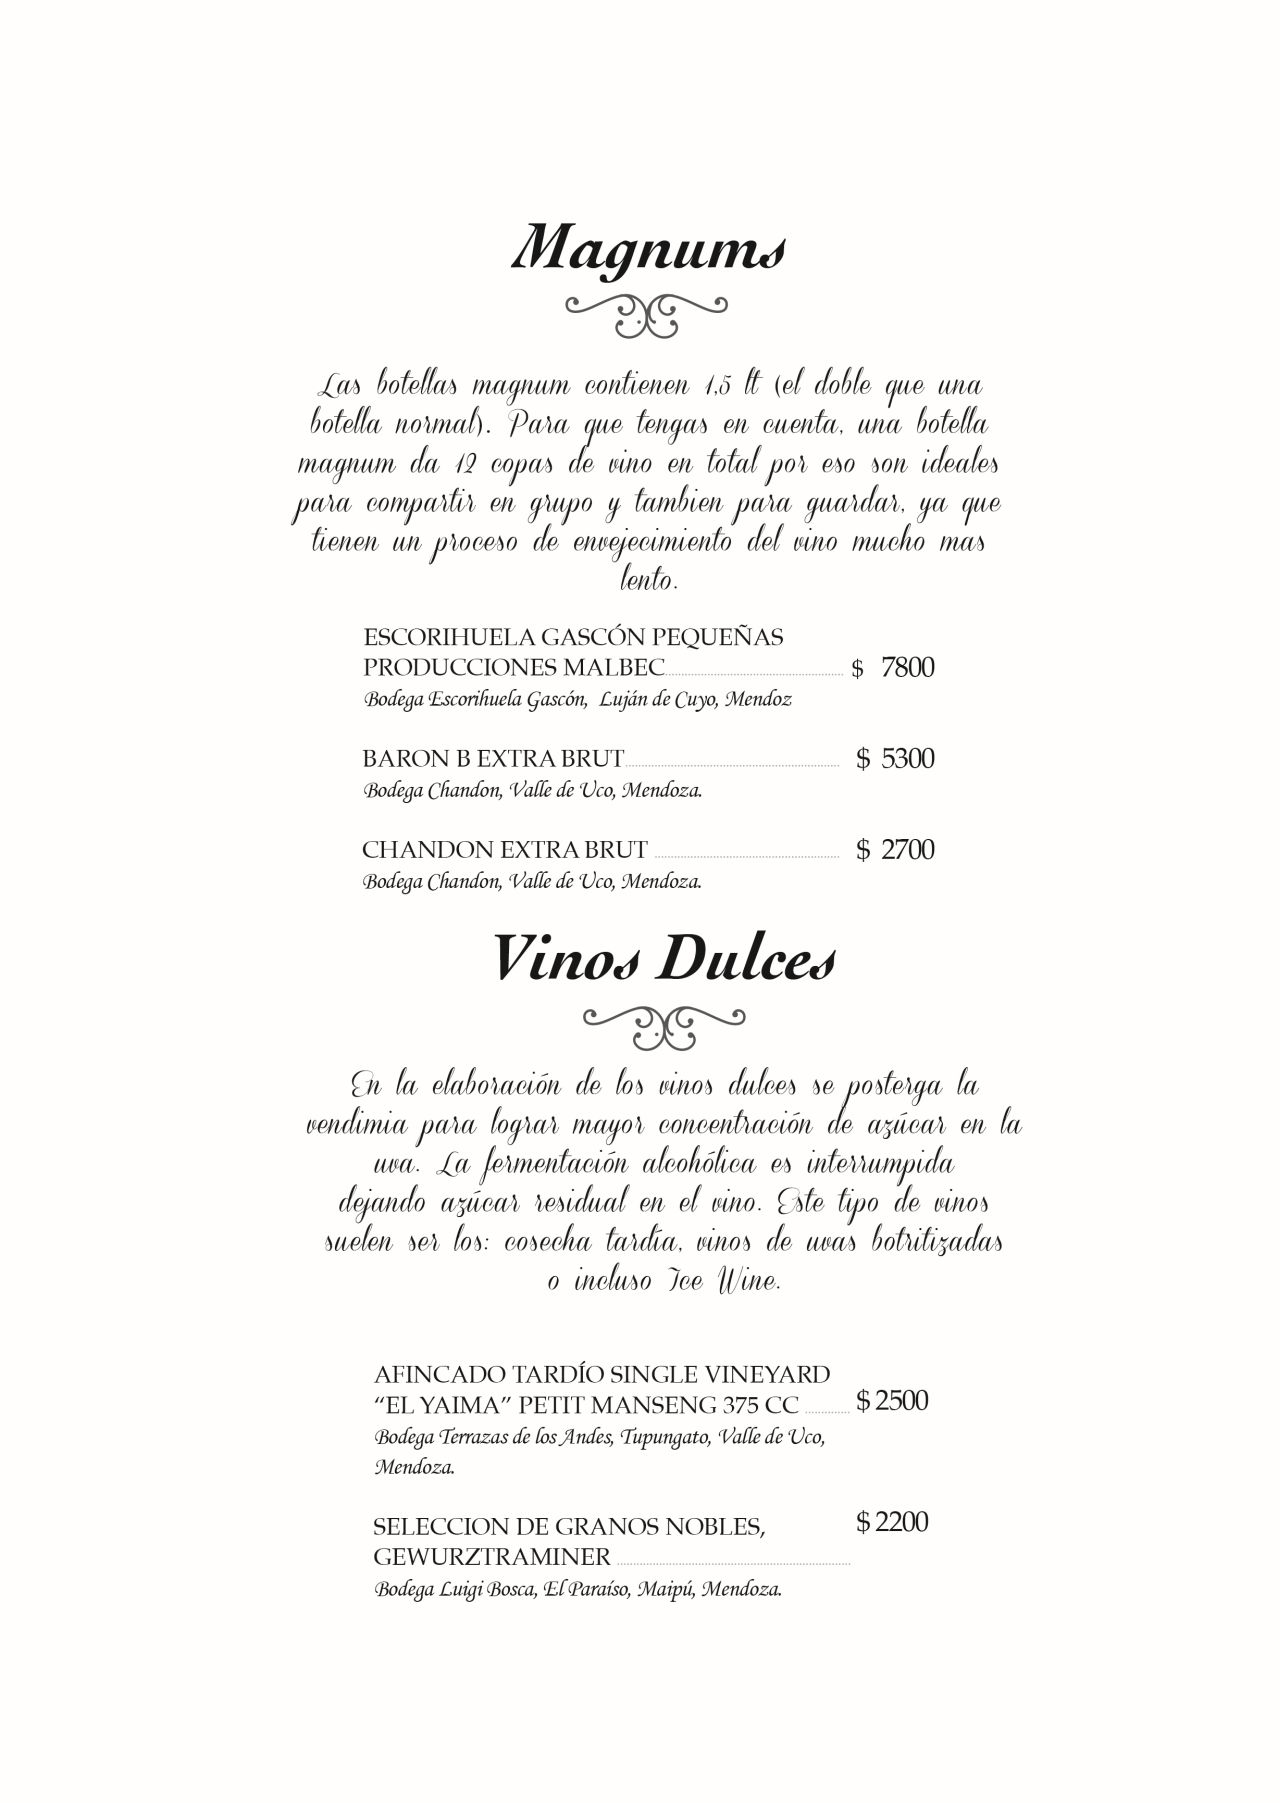 Magnums
Las botellas magnum contienen 1,5 lt (el doble que una
botella normal). Para que tengas en cuenta, una botella
magnum da 12 copas de vino en total por eso son ideales
para compartir en grupo y tambien para guardar, ya que
tienen un proceso de envejecimiento del vino mucho mas
lento.
ESCORIHUELA GASCÓN PEQUEÑAS
PRODUCCIONES MALBEC $ 7800
Bodega Escorihuela Gascón, Luján de Cuyo, Mendoz
BARON B EXTRA BRUT $ 5300
Bodega Chandon, Valle de Uco, Mendoza.
CHANDON EXTRA BRUT $ 2700
Bodega Chandon, Valle de Uco, Mendoza.
Vinos Dulces
En la elaboración de los vinos dulces se posterga la
vendimia para lograr mayor concentración de azúcar en la
uva. La fermentación alcohólica es interrumpida
dejando azúcar residual en el vino. Este tipo de vinos
suelen ser los: cosecha tardía, vinos de uvas botritizadas
o incluso Ice Wine.
AFINCADO TARDÍO SINGLE VINEYARD
“EL YAIMA” PETIT MANSENG 375 CC $ 2500
Bodega Terrazas de los Andes, Tupungato, Valle de Uco,
Mendoza.
SELECCION DE GRANOS NOBLES, $ 2200
GEWURZTRAMINER
Bodega Luigi Bosca, El Paraíso, Maipú, Mendoza.